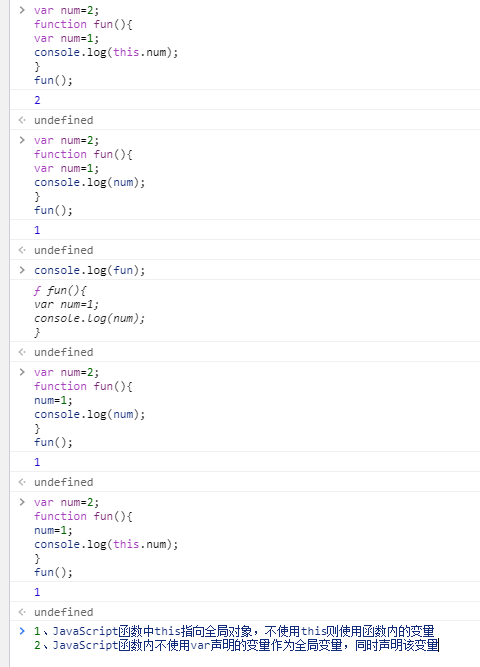 var num=2;
function fun(){
var num=1;
console.log(this.num);
}
fun();
2
undefined
var num=2;
function fun(){
var num=1;
console.log(num);
}
fun();
1
undefined
console.log(fun);
ƒ fun(){
var num=1;
console.log(num);
}
undefined
var num=2;
function fun(){
num=1;
console.log(num);
}
fun();
1
undefined
var num=2;
function fun(){
num=1;
console.log(this.num);
}
fun();
1
undefined
1、JavaScript函数中this指向全局对象，不使用this则使用函数内的变量
2、JavaScript函数内不使用var声明的变量作为全局变量，同时声明该变量